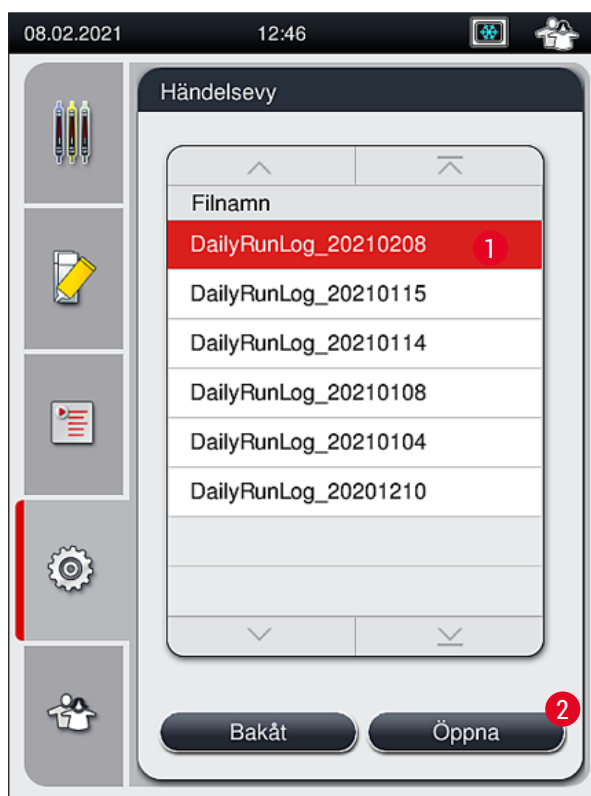 08.02.2021 12:46
Händelsevy
Filnamn
DailyRunLog_20210208 1
DailyRunLog_20210115
DailyRunLog_20210114
DailyRunLog_20210108
DailyRunLog_20210104
DailyRunLog_20201210
2
Bakåt Öppna